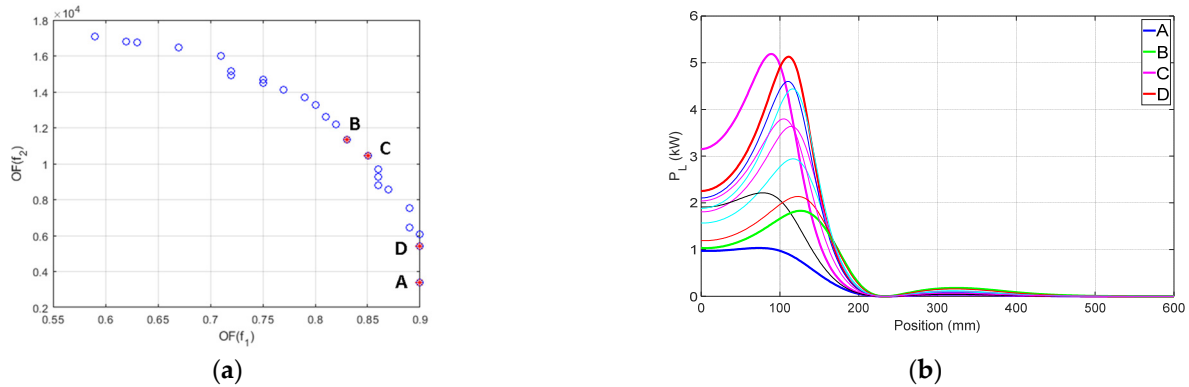 ×10⁴
1.8
1.6
1.4
1.2
1
0.8
0.6
0.4
0.2
0.55 0.6 0.65 0.7 0.75 0.8 0.85 0.9
OF(f₁)
OF(f₂)
B
C
D
A
(a)
6
5
4
3
2
1
0
0 100 200 300 400 500 600
Position (mm)
P_L (kW)
A
B
C
D
(b)